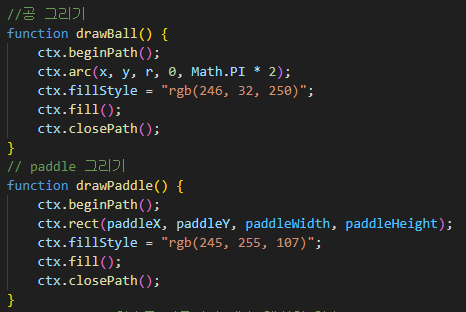 //공 그리기
function drawBall() {
    ctx.beginPath();
    ctx.arc(x, y, r, 0, Math.PI * 2);
    ctx.fillStyle = "rgb(246, 32, 250)";
    ctx.fill();
    ctx.closePath();
}
// paddle 그리기
function drawPaddle() {
    ctx.beginPath();
    ctx.rect(paddleX, paddleY, paddleWidth, paddleHeight);
    ctx.fillStyle = "rgb(245, 255, 107)";
    ctx.fill();
    ctx.closePath();
}